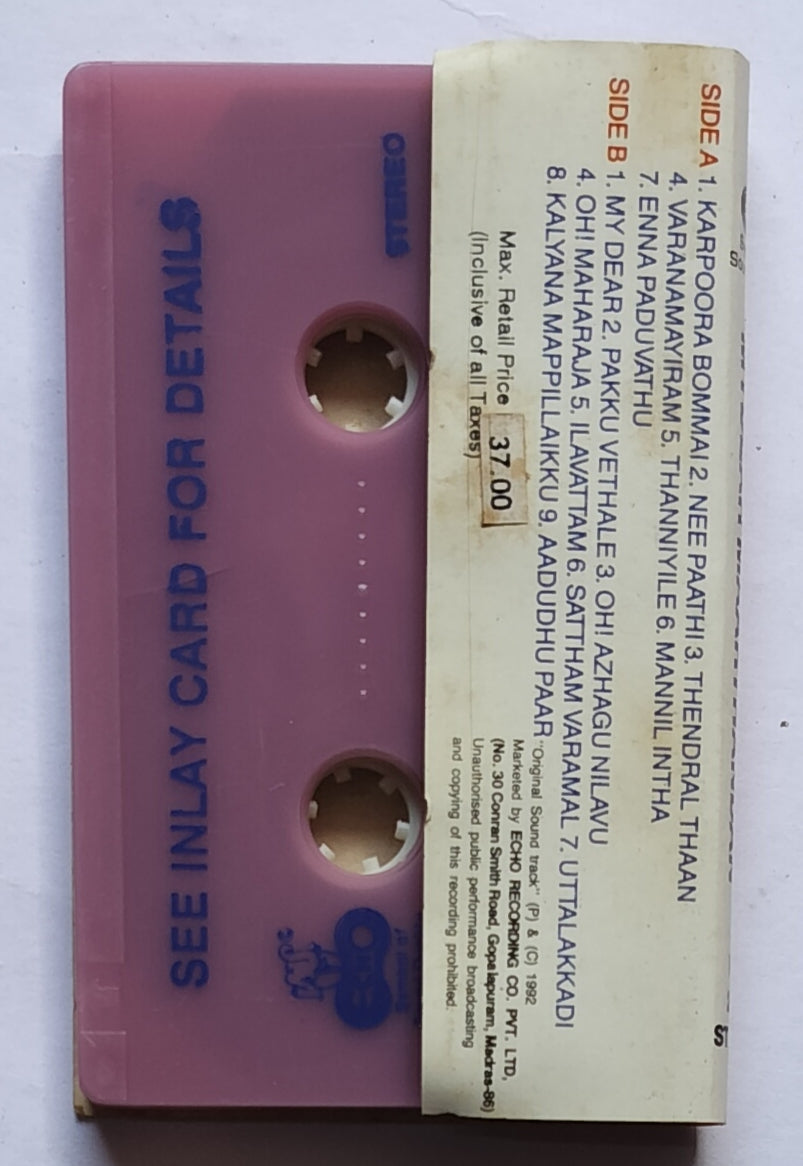 SIDE A 1. KARPOORA BOMMAI 2. NEE PAATHI 3. THENDRAL THAAN
4. VARANAMAYIRAM 5. THANNIYILE 6. MANNIL INTHA
7. ENNA PADUVATHU
SIDE B 1. MY DEAR 2. PAKKU VETHALE 3. OH! AZHAGU NILAVU
4. OH! MAHARAJA 5. ILAVATTAM 6. SATTHAM VARAMAL 7. UTTALAKKADI
8. KALYANA MAPPILLAIKKU 9. AADUDHU PAAR
Max. Retail Price 37.00
(Inclusive of all Taxes)
"Original Sound track" (P) & (C) 1992
Marketed by ECHO RECORDING CO. PVT. LTD,
(No. 30 Conran Smith Road, Gopalapuram, Madras-86)
Unauthorised public performance broadcasting
and copying of this recording prohibited.
STEREO
SEE INLAY CARD FOR DETAILS